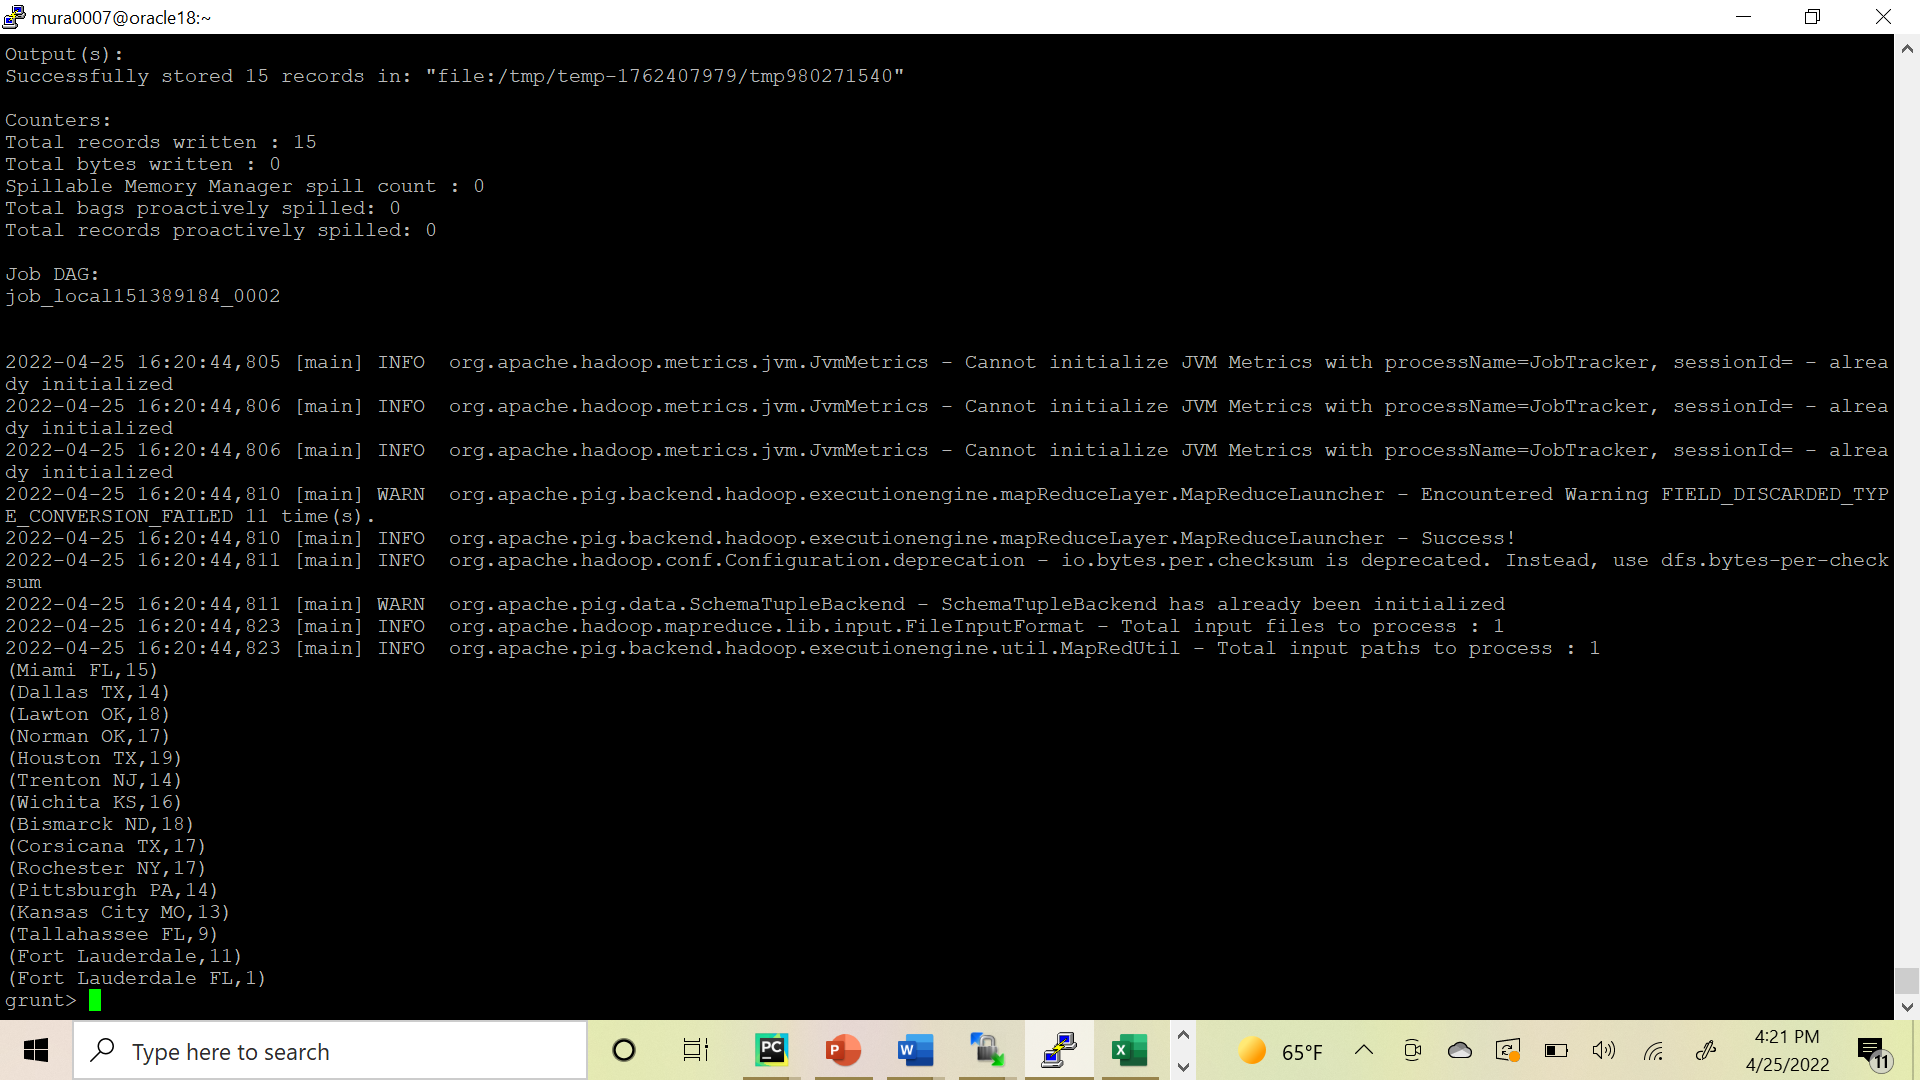 mura0007@oracle18:~
Output(s):
Successfully stored 15 records in: "file:/tmp/temp-1762407979/tmp980271540"
Counters:
Total records written : 15
Total bytes written : 0
Spillable Memory Manager spill count : 0
Total bags proactively spilled: 0
Total records proactively spilled: 0
Job DAG:
job_local151389184_0002
2022-04-25 16:20:44,805 [main] INFO  org.apache.hadoop.metrics.jvm.JvmMetrics - Cannot initialize JVM Metrics with processName=JobTracker, sessionId= - alrea
dy initialized
2022-04-25 16:20:44,806 [main] INFO  org.apache.hadoop.metrics.jvm.JvmMetrics - Cannot initialize JVM Metrics with processName=JobTracker, sessionId= - alrea
dy initialized
2022-04-25 16:20:44,806 [main] INFO  org.apache.hadoop.metrics.jvm.JvmMetrics - Cannot initialize JVM Metrics with processName=JobTracker, sessionId= - alrea
dy initialized
2022-04-25 16:20:44,810 [main] WARN  org.apache.pig.backend.hadoop.executionengine.mapReduceLayer.MapReduceLauncher - Encountered Warning FIELD_DISCARDED_TYP
E_CONVERSION_FAILED 11 time(s).
2022-04-25 16:20:44,810 [main] INFO  org.apache.pig.backend.hadoop.executionengine.mapReduceLayer.MapReduceLauncher - Success!
2022-04-25 16:20:44,811 [main] INFO  org.apache.hadoop.conf.Configuration.deprecation - io.bytes.per.checksum is deprecated. Instead, use dfs.bytes-per-check
sum
2022-04-25 16:20:44,811 [main] WARN  org.apache.pig.data.SchemaTupleBackend - SchemaTupleBackend has already been initialized
2022-04-25 16:20:44,823 [main] INFO  org.apache.hadoop.mapreduce.lib.input.FileInputFormat - Total input files to process : 1
2022-04-25 16:20:44,823 [main] INFO  org.apache.pig.backend.hadoop.executionengine.util.MapRedUtil - Total input paths to process : 1
(Miami FL,15)
(Dallas TX,14)
(Lawton OK,18)
(Norman OK,17)
(Houston TX,19)
(Trenton NJ,14)
(Wichita KS,16)
(Bismarck ND,18)
(Corsicana TX,17)
(Rochester NY,17)
(Pittsburgh PA,14)
(Kansas City MO,13)
(Tallahassee FL,9)
(Fort Lauderdale,11)
(Fort Lauderdale FL,1)
grunt>
Type here to search
PC
P
W
X
65°F
4:21 PM
4/25/2022
11